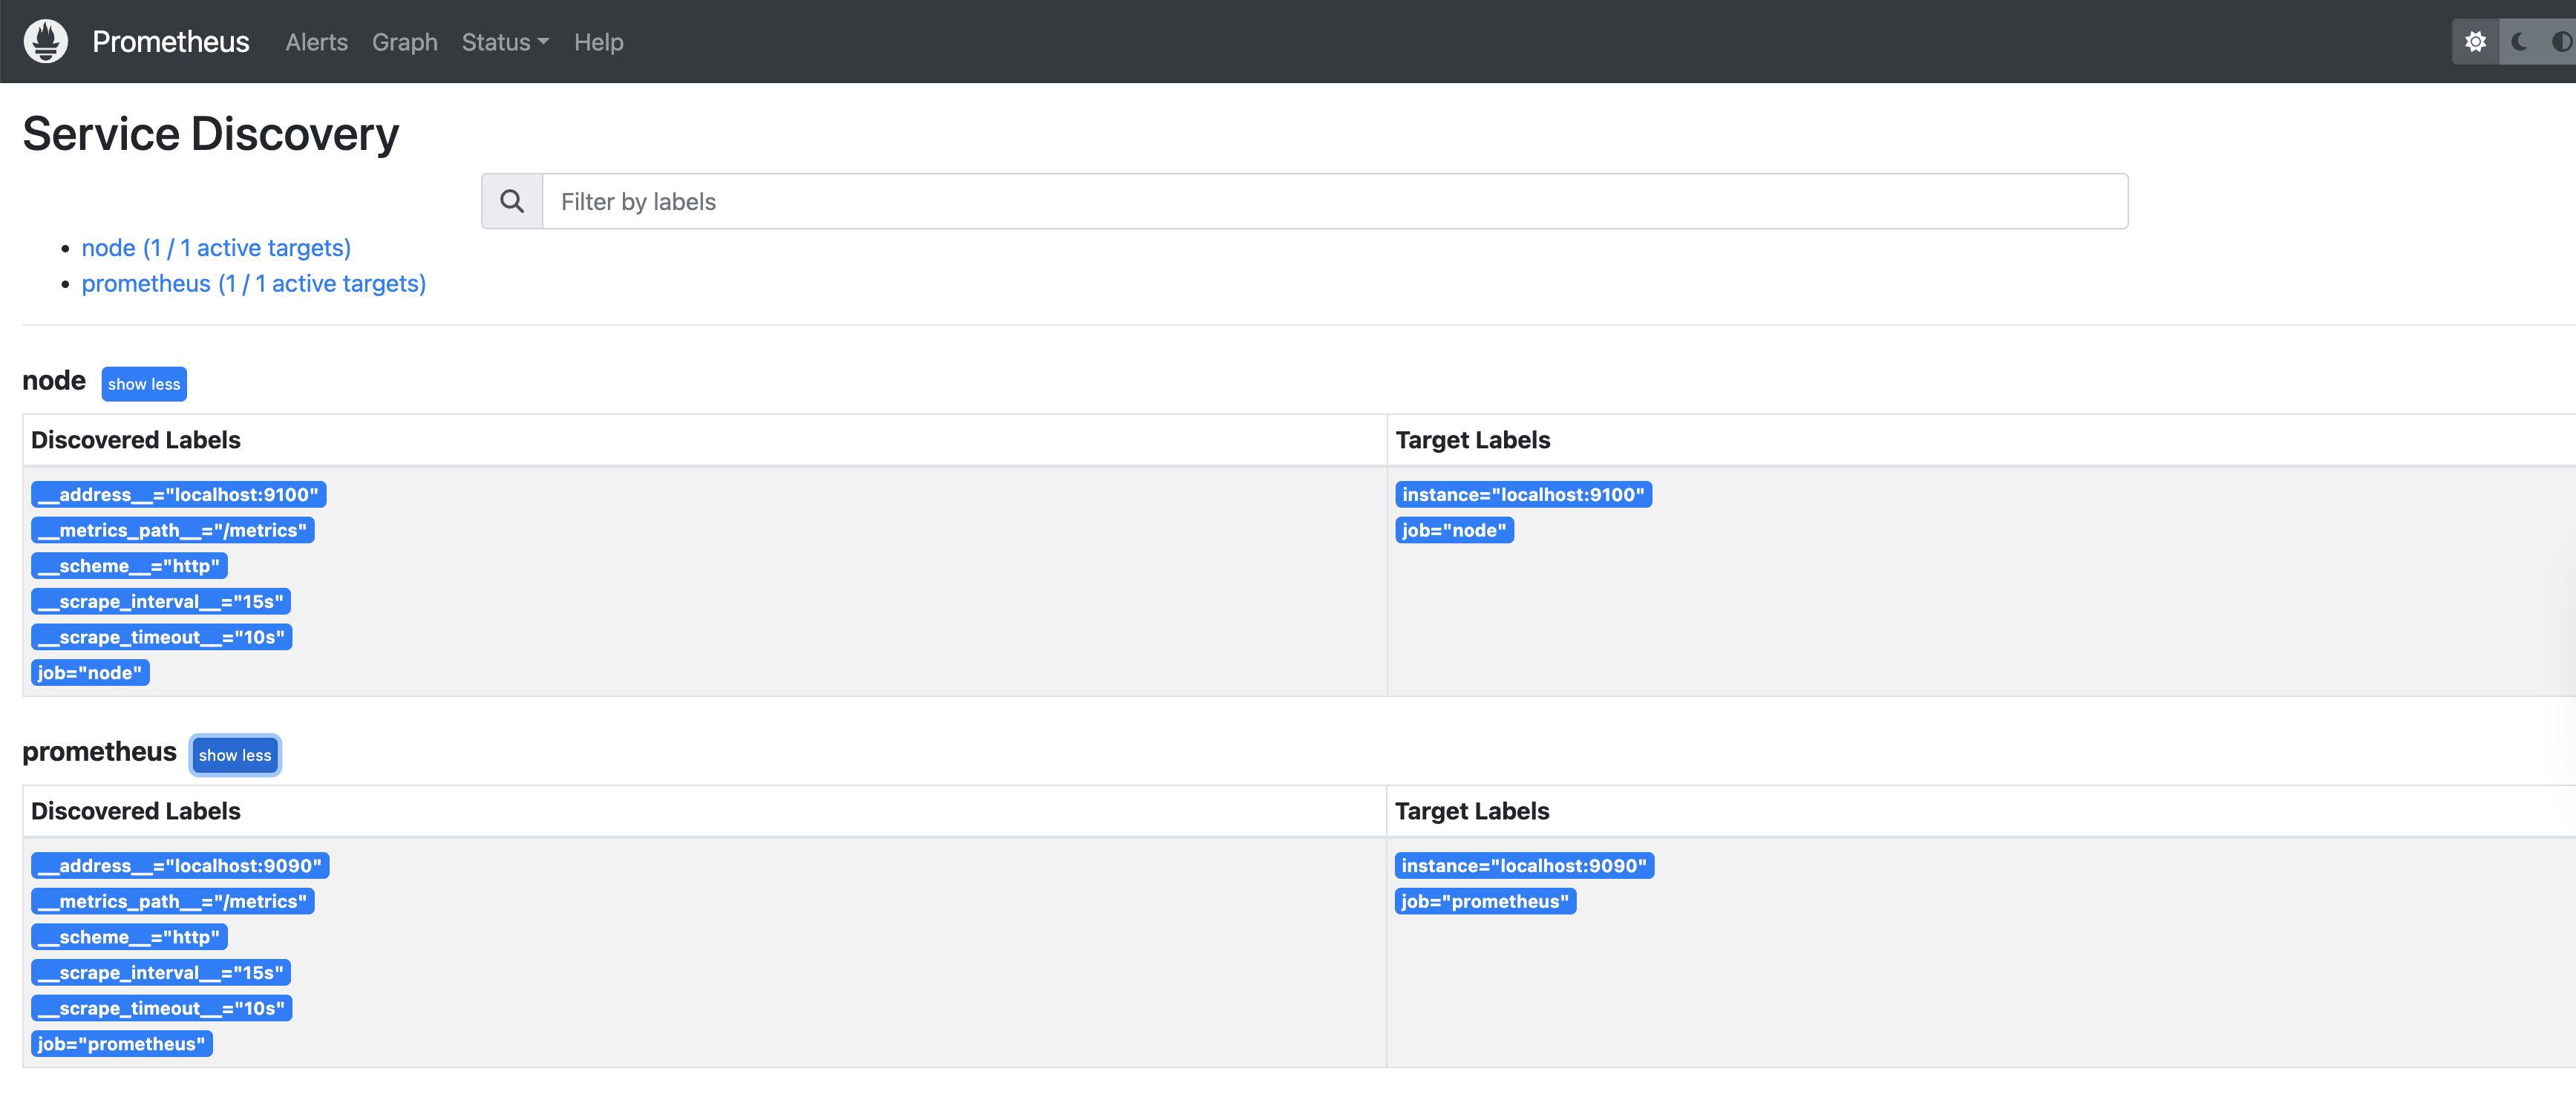 Prometheus Alerts Graph Status Help
Service Discovery
Filter by labels
node (1 / 1 active targets)
prometheus (1 / 1 active targets)
node show less
Discovered Labels Target Labels
__address__="localhost:9100" instance="localhost:9100"
__metrics_path__="/metrics" job="node"
__scheme__="http"
__scrape_interval__="15s"
__scrape_timeout__="10s"
job="node"
prometheus show less
Discovered Labels Target Labels
__address__="localhost:9090" instance="localhost:9090"
__metrics_path__="/metrics" job="prometheus"
__scheme__="http"
__scrape_interval__="15s"
__scrape_timeout__="10s"
job="prometheus"